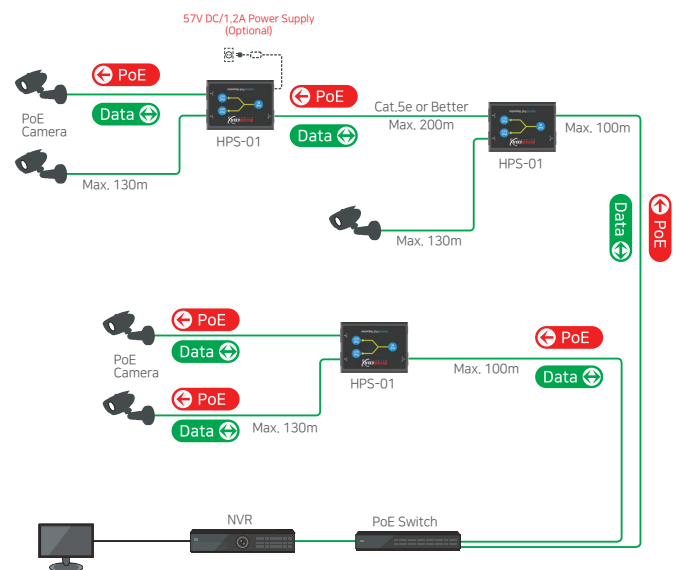 57V DC/1.2A Power Supply
(Optional)
PoE
Data
PoE
Camera
HPS-01
Max. 130m
PoE
Data
Cat.5e or Better
Max. 200m
HPS-01
Max. 100m
Max. 130m
Data
PoE
PoE
Data
PoE
Camera
PoE
Data
Max. 130m
HPS-01
Max. 100m
PoE
Data
NVR
PoE Switch